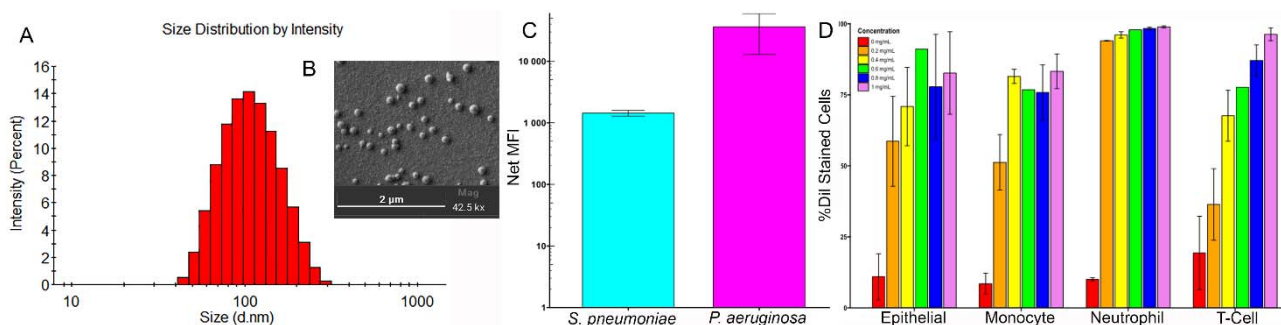 A
Size Distribution by Intensity
Intensity (Percent)
16
14
12
10
8
6
4
2
0
10
100
1000
Size (d.nm)
B
2 µm
Mag
42.5 kx
C
Net MFI
10 000
1 000
100
10
1
S. pneumoniae
P. aeruginosa
D
%DiI Stained Cells
100
75
50
25
0
Concentration
0 mg/mL
0.2 mg/mL
0.4 mg/mL
0.6 mg/mL
0.8 mg/mL
1 mg/mL
Epithelial
Monocyte
Neutrophil
T-Cell